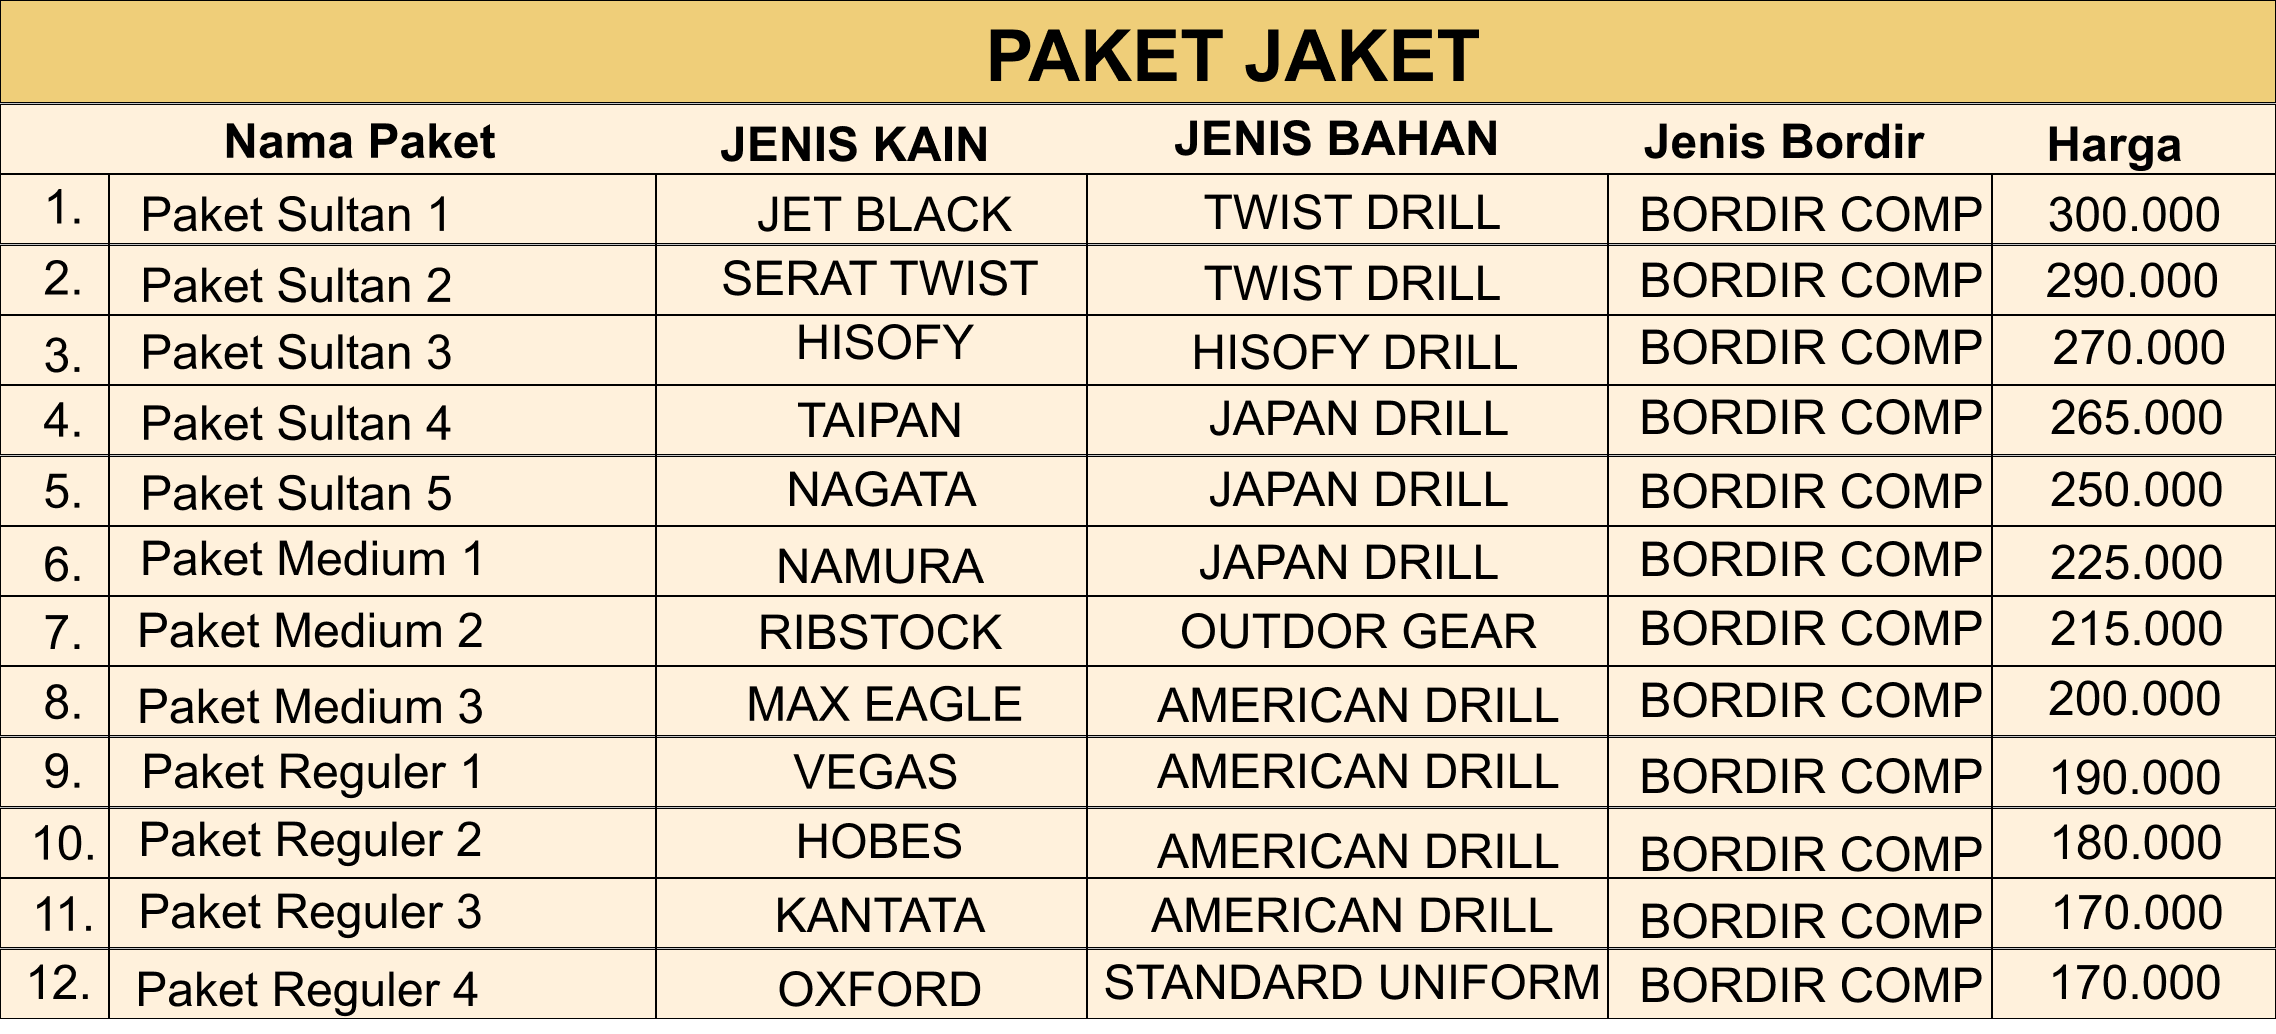 PAKET JAKET
Nama Paket JENIS KAIN JENIS BAHAN Jenis Bordir Harga
1. Paket Sultan 1 JET BLACK TWIST DRILL BORDIR COMP 300.000
2. Paket Sultan 2 SERAT TWIST TWIST DRILL BORDIR COMP 290.000
3. Paket Sultan 3 HISOFY HISOFY DRILL BORDIR COMP 270.000
4. Paket Sultan 4 TAIPAN JAPAN DRILL BORDIR COMP 265.000
5. Paket Sultan 5 NAGATA JAPAN DRILL BORDIR COMP 250.000
6. Paket Medium 1 NAMURA JAPAN DRILL BORDIR COMP 225.000
7. Paket Medium 2 RIBSTOCK OUTDOR GEAR BORDIR COMP 215.000
8. Paket Medium 3 MAX EAGLE AMERICAN DRILL BORDIR COMP 200.000
9. Paket Reguler 1 VEGAS AMERICAN DRILL BORDIR COMP 190.000
10. Paket Reguler 2 HOBES AMERICAN DRILL BORDIR COMP 180.000
11. Paket Reguler 3 KANTATA AMERICAN DRILL BORDIR COMP 170.000
12. Paket Reguler 4 OXFORD STANDARD UNIFORM BORDIR COMP 170.000